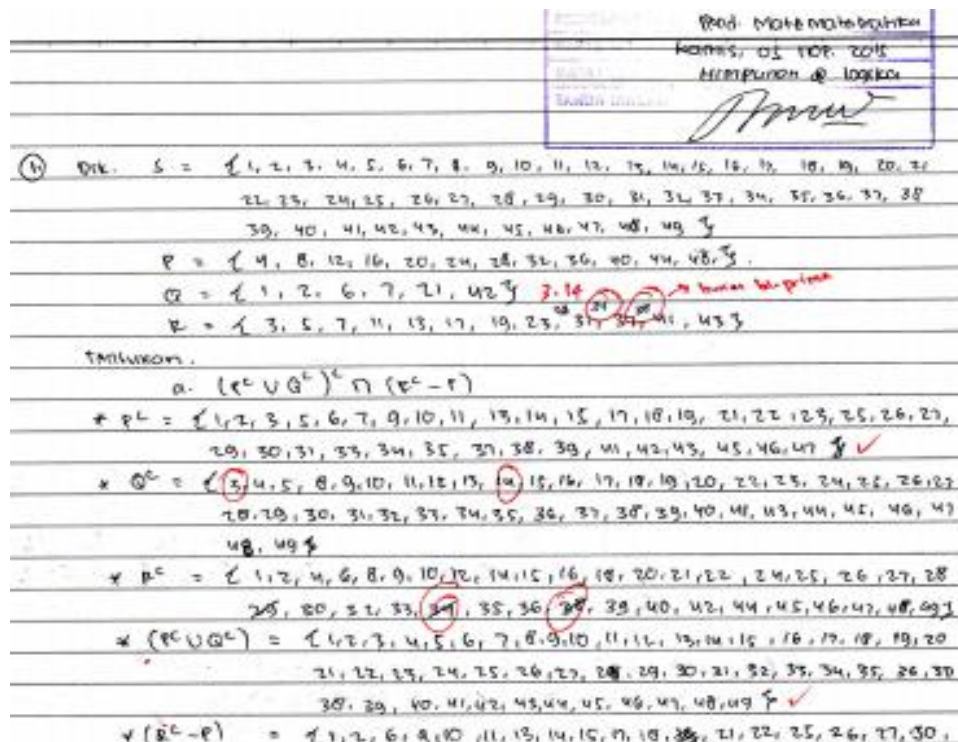 Kamis, 05 NOP. 2015
Himpunan & logika
Dik. S = { 1, 2, 3, 4, 5, 6, 7, 8, 9, 10, 11, 12, 13, 14, 15, 16, 17, 18, 19, 20, 21
22, 23, 24, 25, 26, 27, 28, 29, 30, 31, 32, 33, 34, 35, 36, 37, 38
39, 40, 41, 42, 43, 44, 45, 46, 47, 48, 49 }
P = { 4, 8, 12, 16, 20, 24, 28, 32, 36, 40, 44, 48, }.
Q = { 1, 2, 6, 7, 21, 42 } 3.14
→ bukan bil. prima
R = { 3, 5, 7, 11, 13, 17, 19, 23, 31, 37, 41, 43 }
Tentukan.
a. (P^c ∪ Q^c)^c ∩ (R^c - P)
* P^c = { 1, 2, 3, 5, 6, 7, 9, 10, 11, 13, 14, 15, 17, 18, 19, 21, 22, 23, 25, 26, 27,
29, 30, 31, 33, 34, 35, 37, 38, 39, 41, 42, 43, 45, 46, 47 } ✓
* Q^c = { 3, 4, 5, 8, 9, 10, 11, 12, 13, 14, 15, 16, 17, 18, 19, 20, 22, 23, 24, 25, 26, 27
28, 29, 30, 31, 32, 33, 34, 35, 36, 37, 38, 39, 40, 41, 43, 44, 45, 46, 47
48, 49 }
* R^c = { 1, 2, 4, 6, 8, 9, 10, 12, 14, 15, 16, 18, 20, 21, 22, 24, 25, 26, 27, 28
29, 30, 32, 33, 34, 35, 36, 38, 39, 40, 42, 44, 45, 46, 47, 48, 49 }
* (P^c ∪ Q^c) = { 1, 2, 3, 4, 5, 6, 7, 8, 9, 10, 11, 12, 13, 14, 15, 16, 17, 18, 19, 20
21, 22, 23, 24, 25, 26, 27, 28, 29, 30, 31, 32, 33, 34, 35, 36, 37
38, 39, 40, 41, 42, 43, 44, 45, 46, 47, 48, 49 } ✓
* (R^c - P) = { 1, 2, 6, 9, 10, 11, 13, 14, 15, 17, 18, 21, 22, 25, 26, 27, 30,